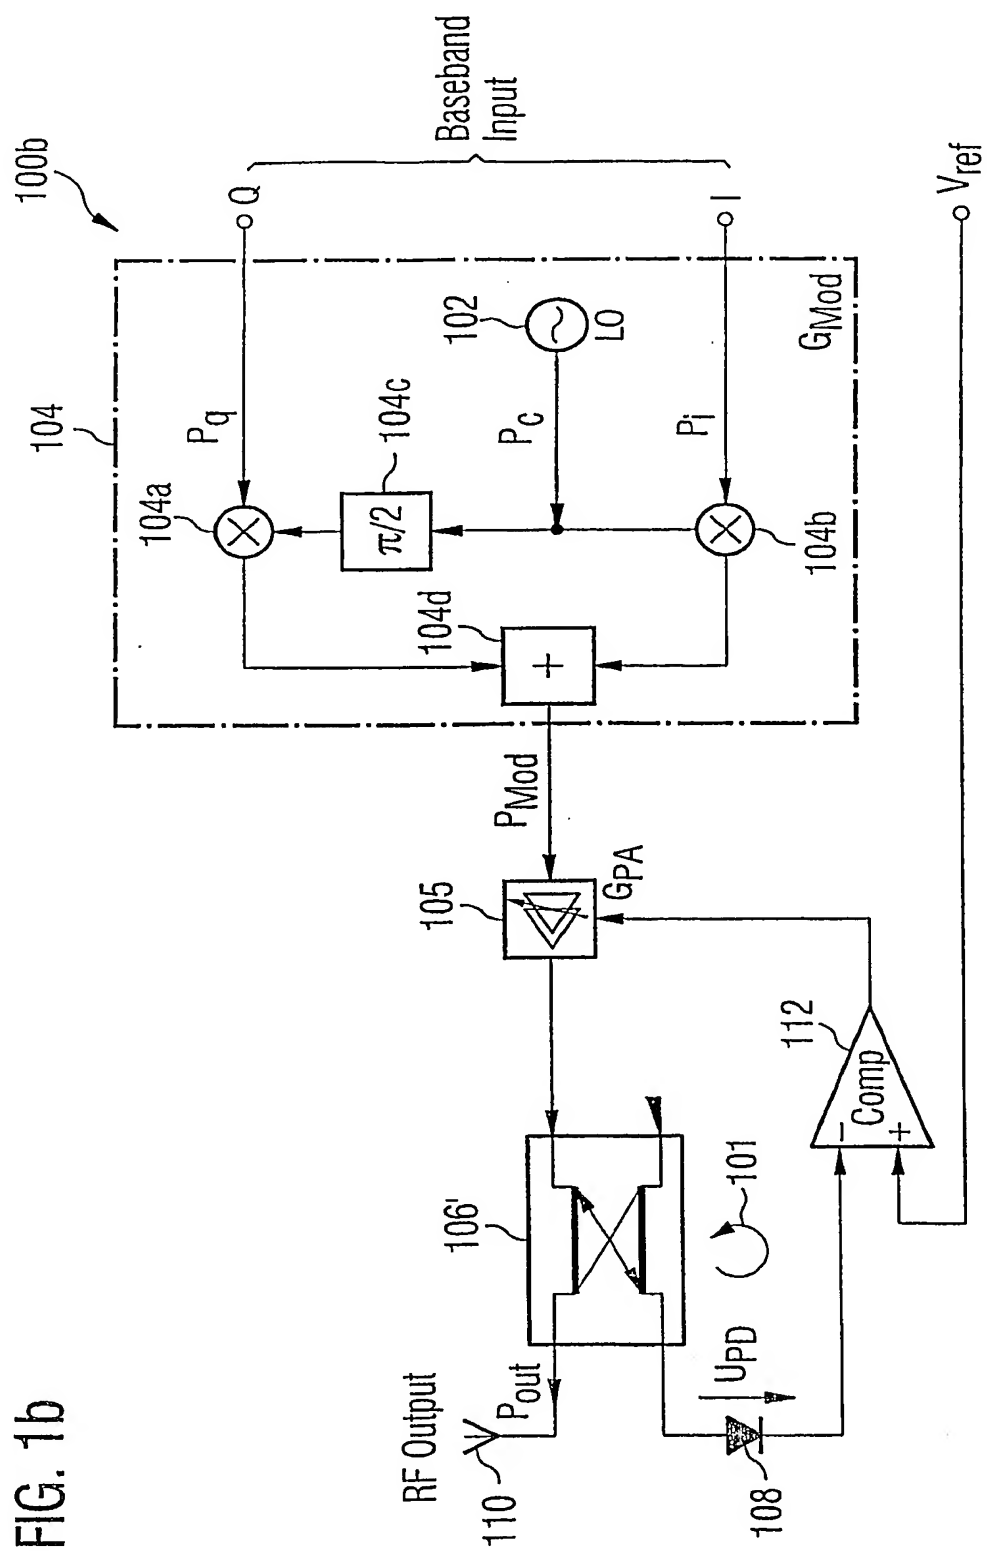 FIG. 1b
100b
104
Baseband
Input
Q
I
Pq
104a
π/2
104c
102
LO
Pc
Pi
104b
GMod
104d
+
PMod
105
GPA
106'
101
112
Comp
-
+
Vref
RF Output
110
Pout
UPD
108